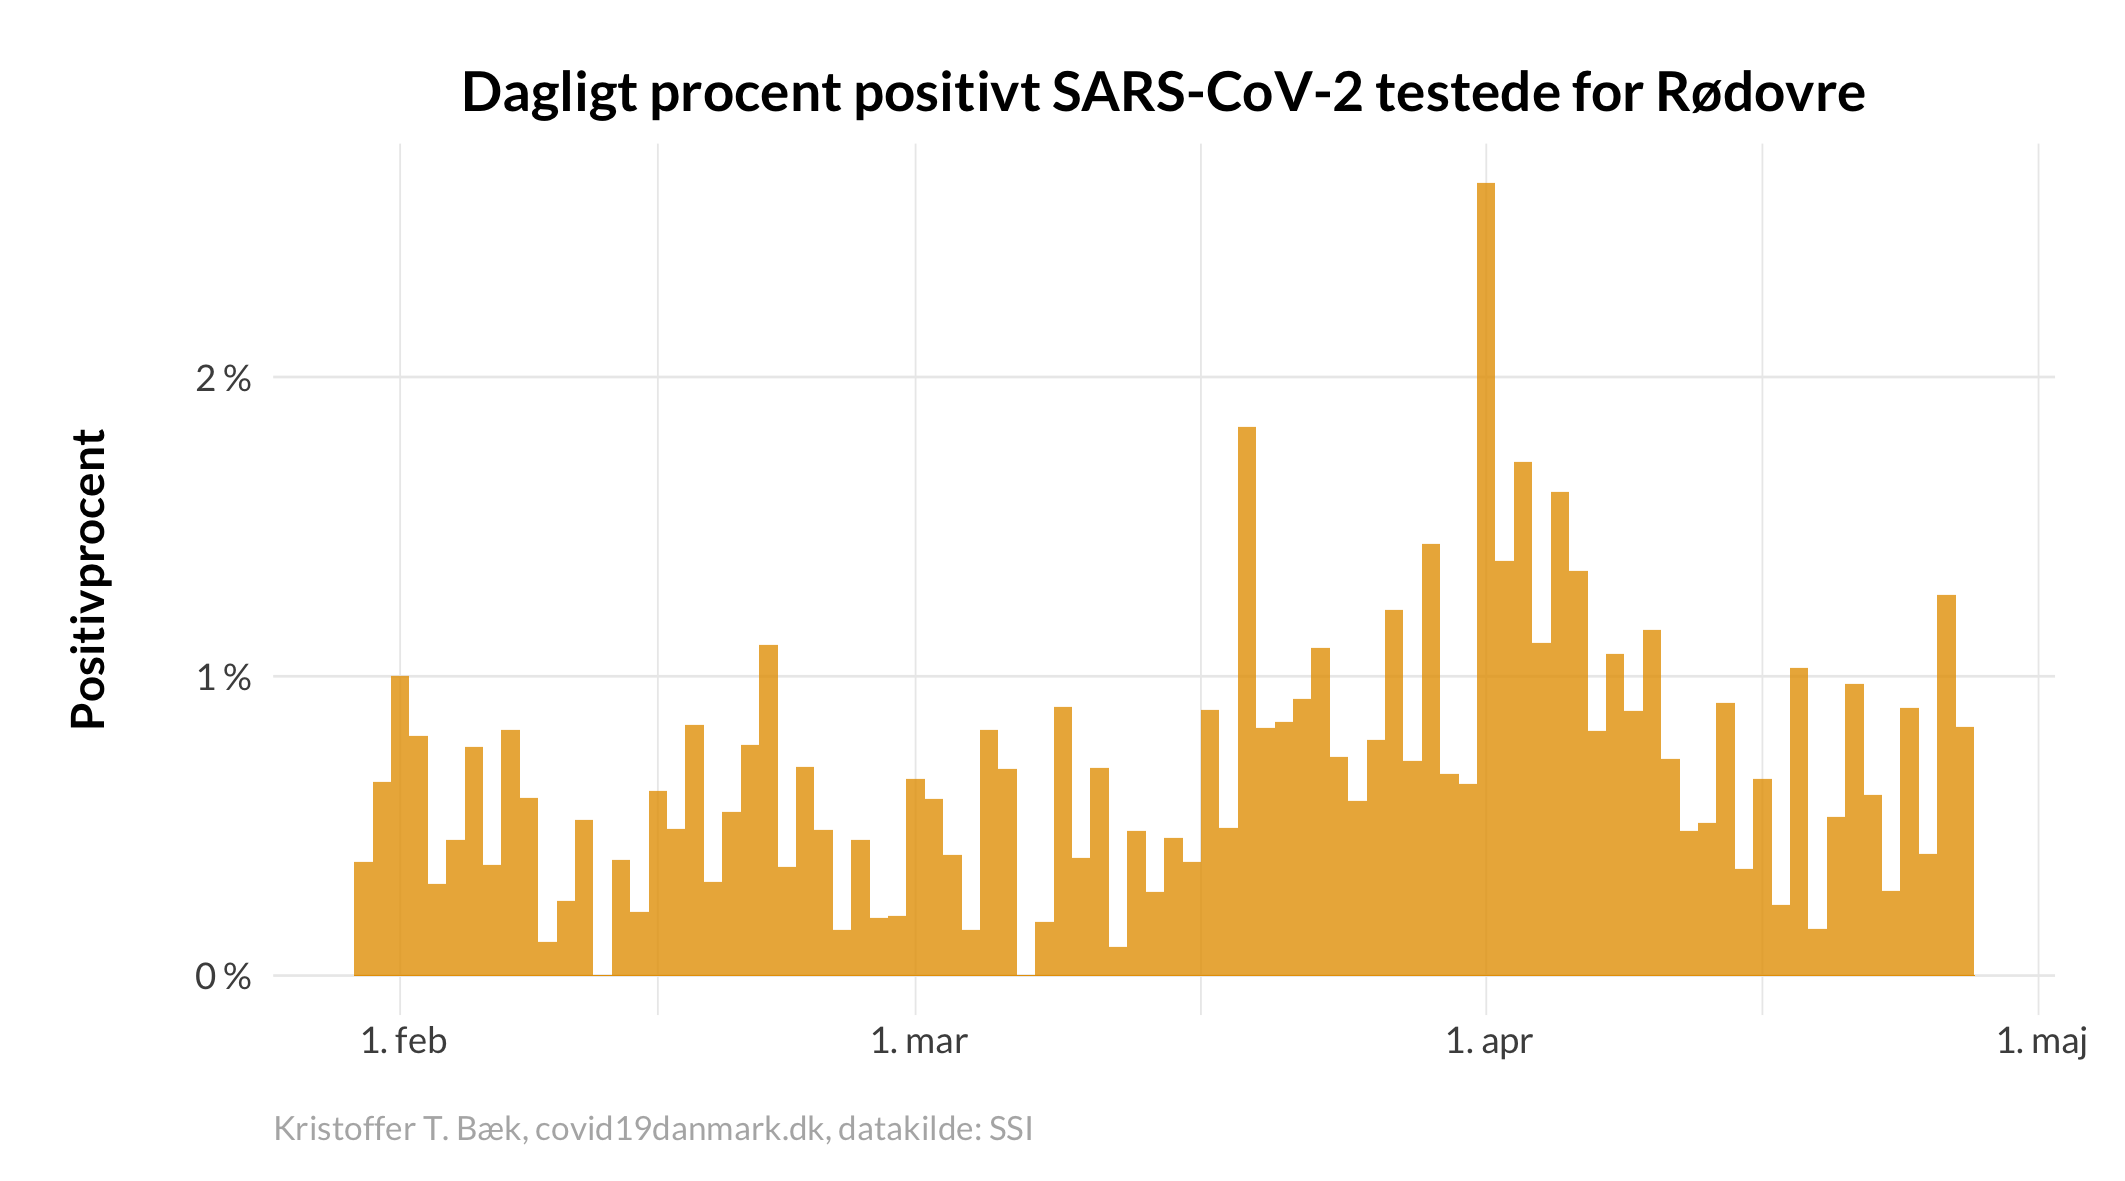 Dagligt procent positivt SARS-CoV-2 testede for Rødovre
Positivprocent
2 %
1 %
0 %
1. feb
1. mar
1. apr
1. maj
Kristoffer T. Bæk, covid19danmark.dk, datakilde: SSI